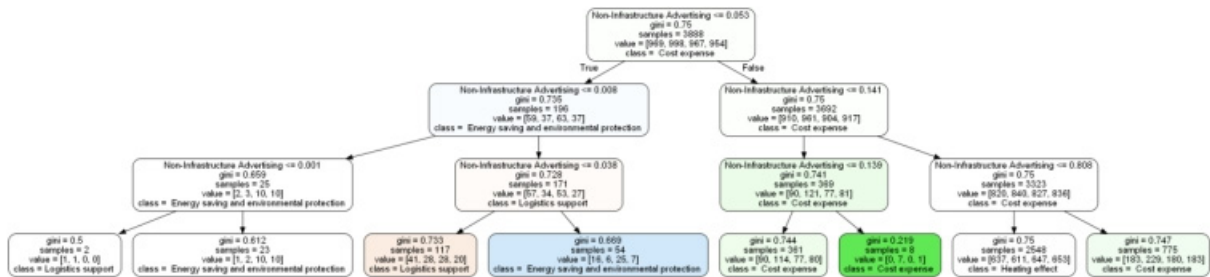 Non-Infrastructure Advertising <= 0.053
gini = 0.75
samples = 3888
value = [969, 998, 967, 954]
class = Cost expense
True
False
Non-Infrastructure Advertising <= 0.008
gini = 0.735
samples = 196
value = [59, 37, 63, 37]
class = Energy saving and environmental protection
Non-Infrastructure Advertising <= 0.141
gini = 0.75
samples = 3692
value = [910, 961, 904, 917]
class = Cost expense
Non-Infrastructure Advertising <= 0.001
gini = 0.659
samples = 25
value = [2, 3, 10, 10]
class = Energy saving and environmental protection
Non-Infrastructure Advertising <= 0.038
gini = 0.728
samples = 171
value = [57, 34, 53, 27]
class = Logistics support
Non-Infrastructure Advertising <= 0.139
gini = 0.741
samples = 369
value = [90, 121, 77, 81]
class = Cost expense
Non-Infrastructure Advertising <= 0.808
gini = 0.75
samples = 3323
value = [820, 840, 827, 836]
class = Cost expense
gini = 0.5
samples = 2
value = [1, 1, 0, 0]
class = Logistics support
gini = 0.612
samples = 23
value = [1, 2, 10, 10]
class = Energy saving and environmental protection
gini = 0.733
samples = 117
value = [41, 28, 28, 20]
class = Logistics support
gini = 0.669
samples = 54
value = [16, 6, 25, 7]
class = Energy saving and environmental protection
gini = 0.744
samples = 361
value = [90, 114, 77, 80]
class = Cost expense
gini = 0.219
samples = 8
value = [0, 7, 0, 1]
class = Cost expense
gini = 0.75
samples = 2548
value = [637, 611, 647, 653]
class = Heating effect
gini = 0.747
samples = 775
value = [183, 229, 180, 183]
class = Cost expense